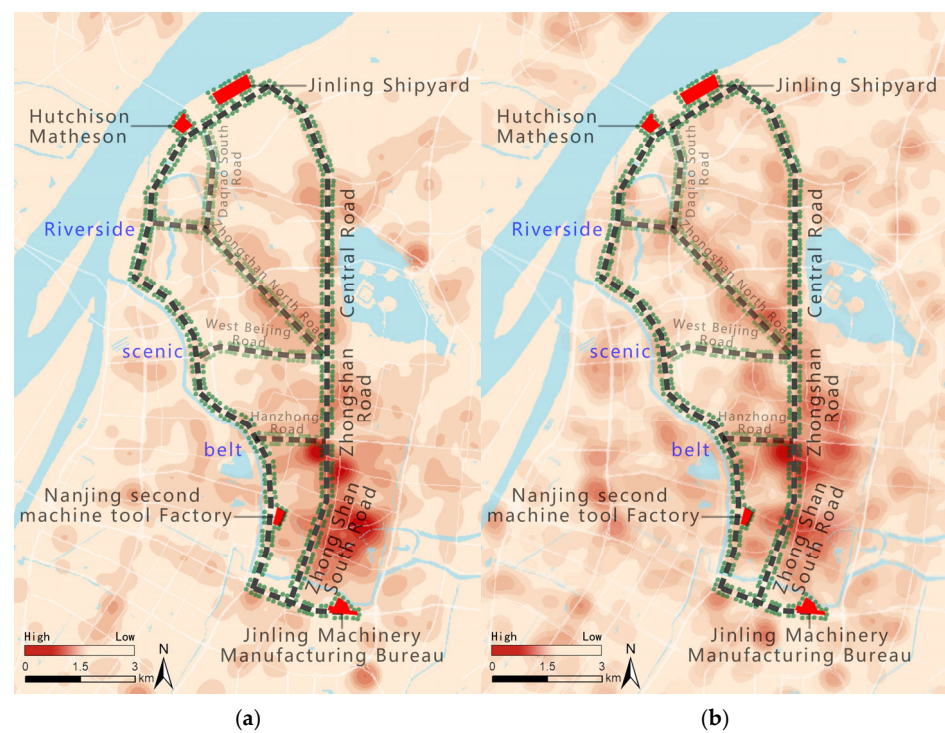 Jinling Shipyard
Hutchison
Matheson
Daqiao South
Road
Riverside
Zhongshan North Road
Central Road
West Beijing
Road
scenic
Zhongshan
Road
Hanzhong
Road
belt
Nanjing second
machine tool Factory
Zhong Shan
South Road
Jinling Machinery
Manufacturing Bureau
High Low
0 1.5 3
km
N
(a)
Jinling Shipyard
Hutchison
Matheson
Daqiao South
Road
Riverside
Zhongshan North Road
Central Road
West Beijing
Road
scenic
Zhongshan
Road
Hanzhong
Road
belt
Nanjing second
machine tool Factory
Zhong Shan
South Road
Jinling Machinery
Manufacturing Bureau
High Low
0 1.5 3
km
N
(b)